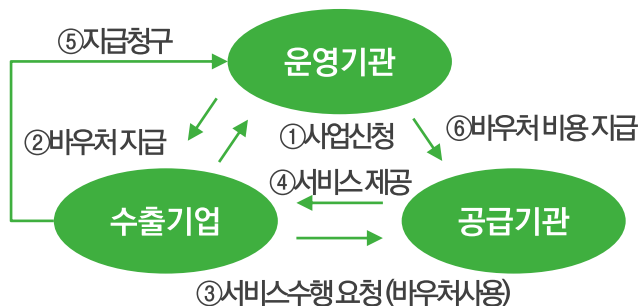 ⑤지급청구
운영기관
②바우처 지급
①사업신청
⑥바우처 비용 지급
④서비스 제공
수출기업
공급기관
③서비스수행 요청 (바우처사용)